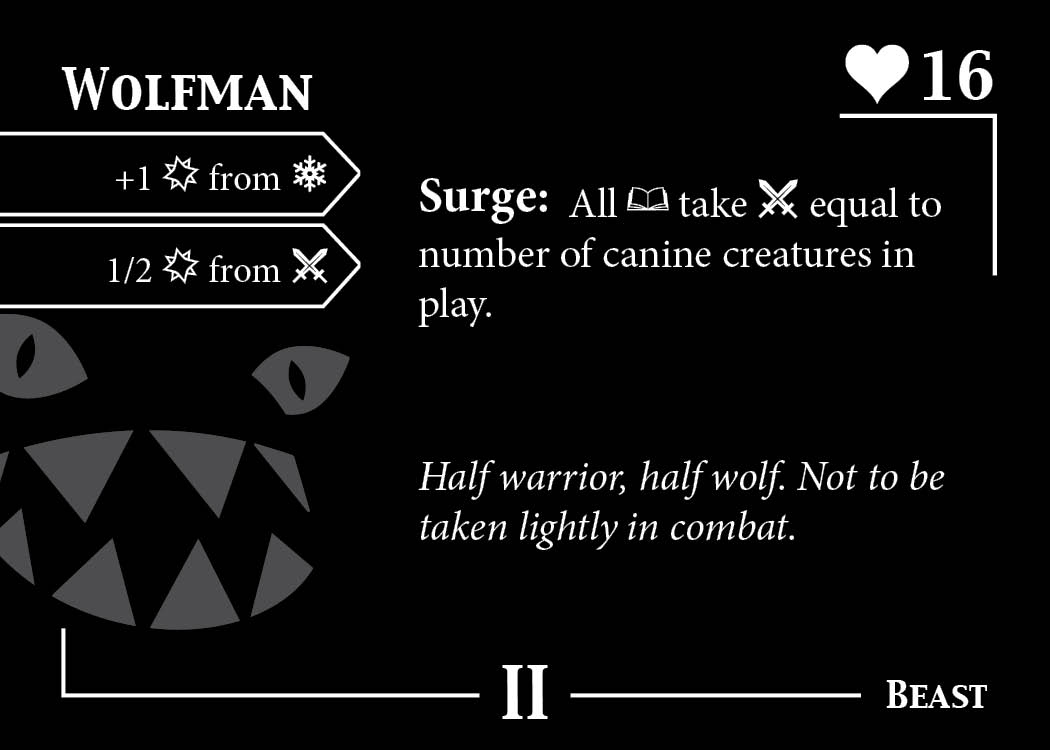 WOLFMAN
♥16
+1 from ❄
1/2 from ⚔
Surge: All 📖 take ⚔ equal to
number of canine creatures in
play.
Half warrior, half wolf. Not to be
taken lightly in combat.
II
BEAST